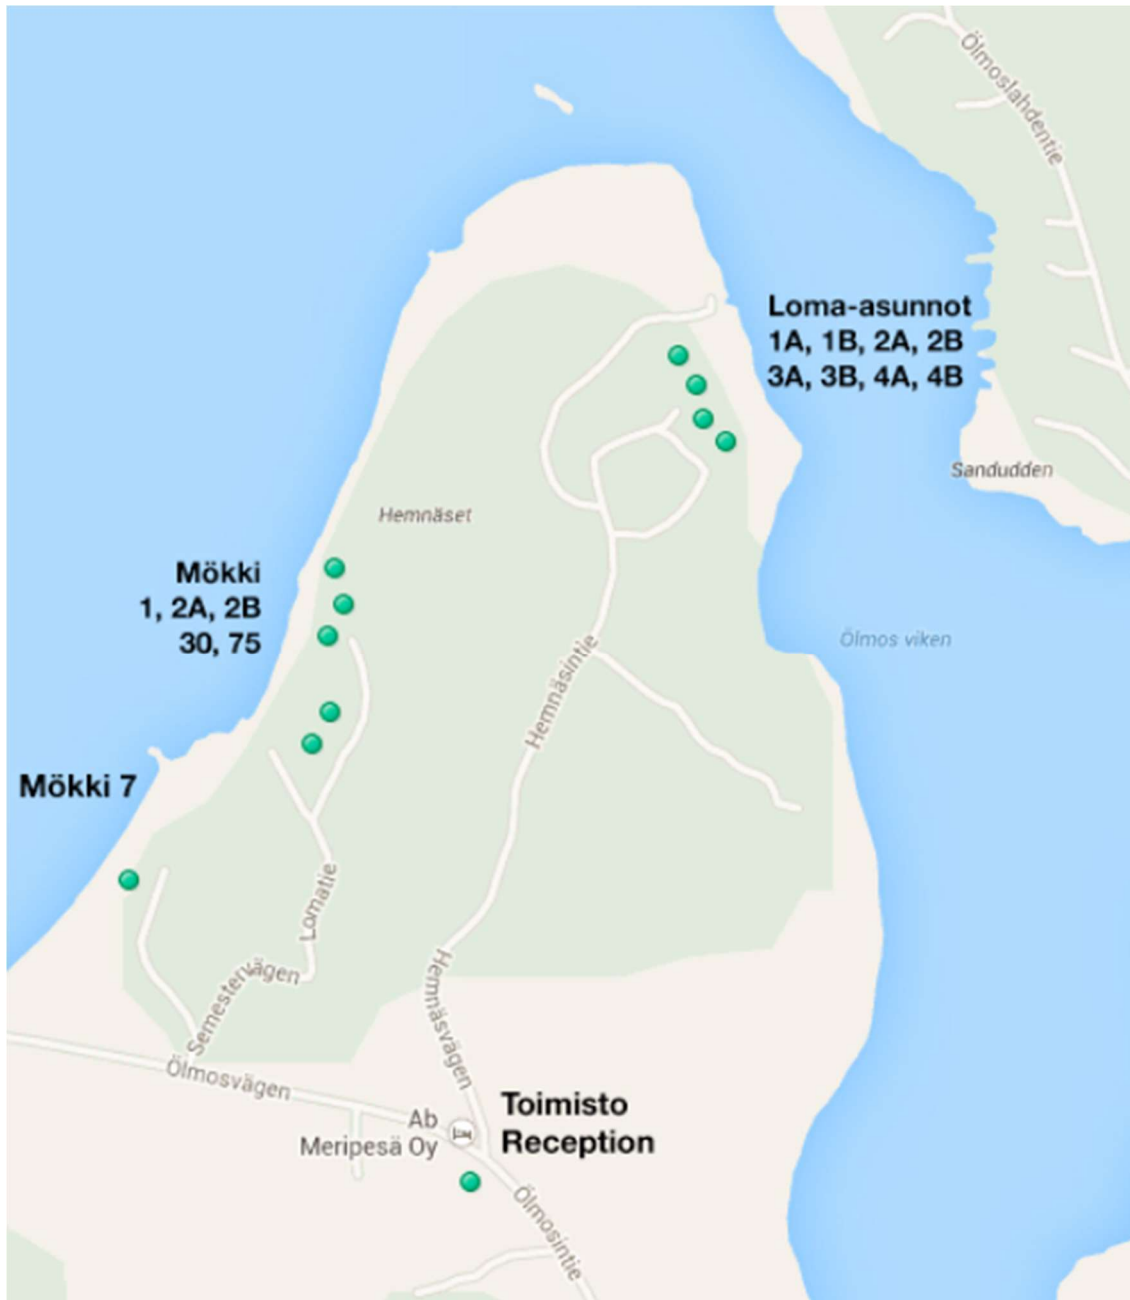 Ölmoslahdentie
Loma-asunnot
1A, 1B, 2A, 2B
3A, 3B, 4A, 4B
Sandudden
Hemnäset
Mökki
1, 2A, 2B
30, 75
Ölmos viken
Hemnäsintie
Mökki 7
Lomatie
Semestervägen
Hemnäsvägen
Ölmosvägen
Toimisto
Reception
Ab
Meripesä Oy
Ölmosintie